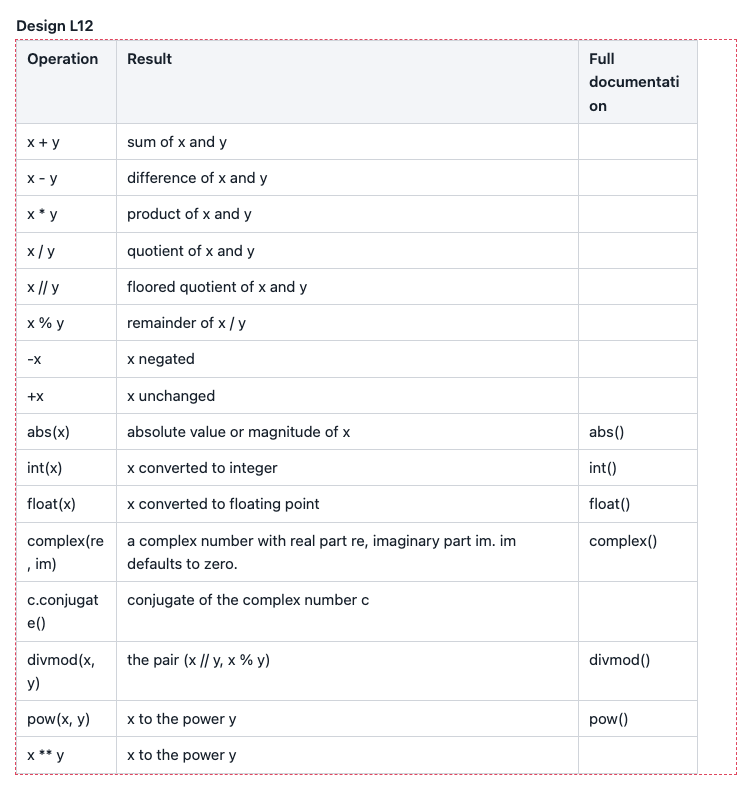 Design L12
Operation Result Full
documentati
on
x + y sum of x and y
x - y difference of x and y
x * y product of x and y
x / y quotient of x and y
x // y floored quotient of x and y
x % y remainder of x / y
-x x negated
+x x unchanged
abs(x) absolute value or magnitude of x abs()
int(x) x converted to integer int()
float(x) x converted to floating point float()
complex(re a complex number with real part re, imaginary part im. im complex()
, im) defaults to zero.
c.conjugat conjugate of the complex number c
e()
divmod(x, the pair (x // y, x % y) divmod()
y)
pow(x, y) x to the power y pow()
x ** y x to the power y